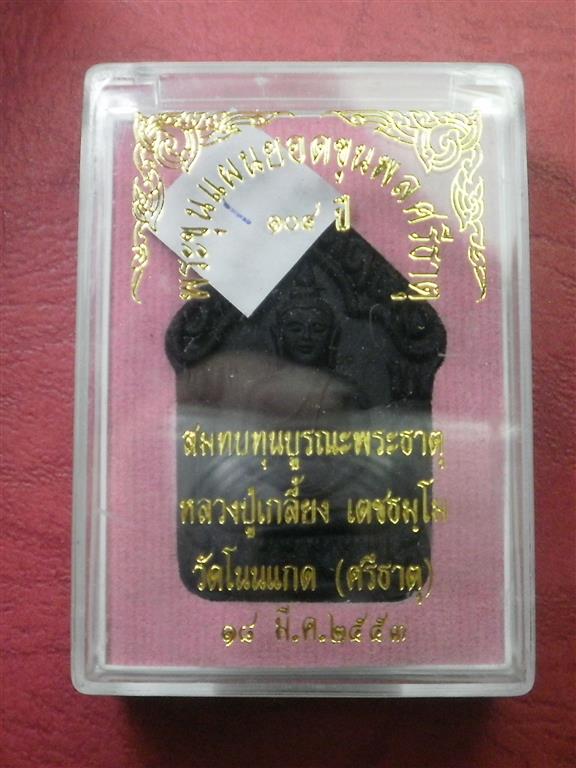 พระขุนแผนยอดขุนพล ศรีธาตุ
๑๐๘ ปี
สมทบทุนบูรณะพระธาตุ
หลวงปู่เกลี้ยง เตชธมฺโม
วัดโนนแกด (ศรีธาตุ)
๑๘ มี.ค.๒๕๕๓